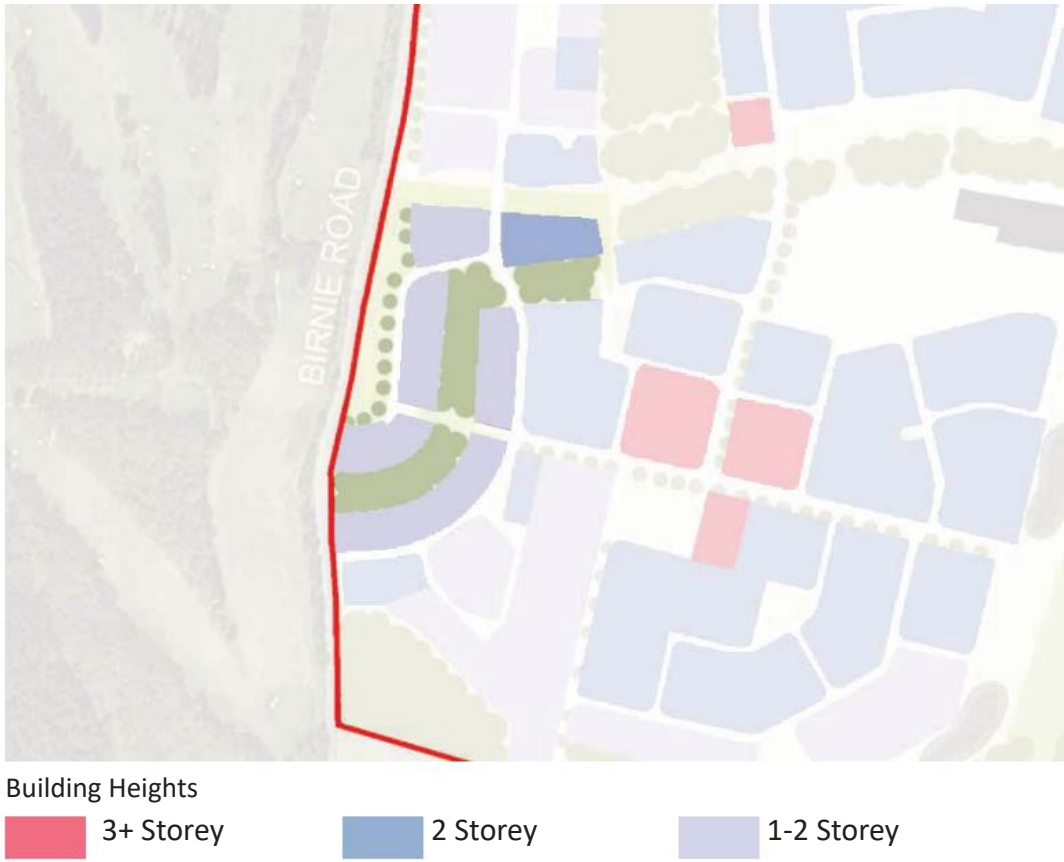 BIRNIE ROAD
Building Heights
3+ Storey
2 Storey
1-2 Storey